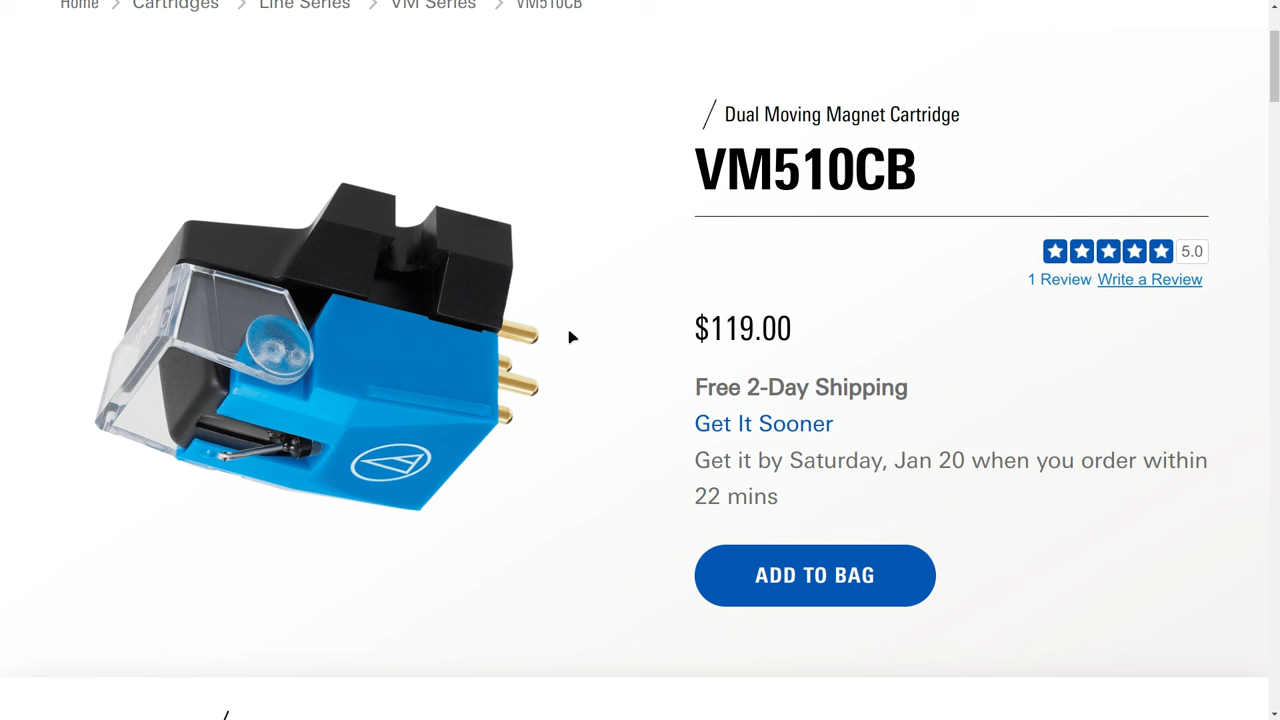 Home > Cartridges > Line Series > VM Series > VM510CB
Dual Moving Magnet Cartridge
VM510CB
5.0
1 Review Write a Review
$119.00
Free 2-Day Shipping
Get It Sooner
Get it by Saturday, Jan 20 when you order within
22 mins
ADD TO BAG